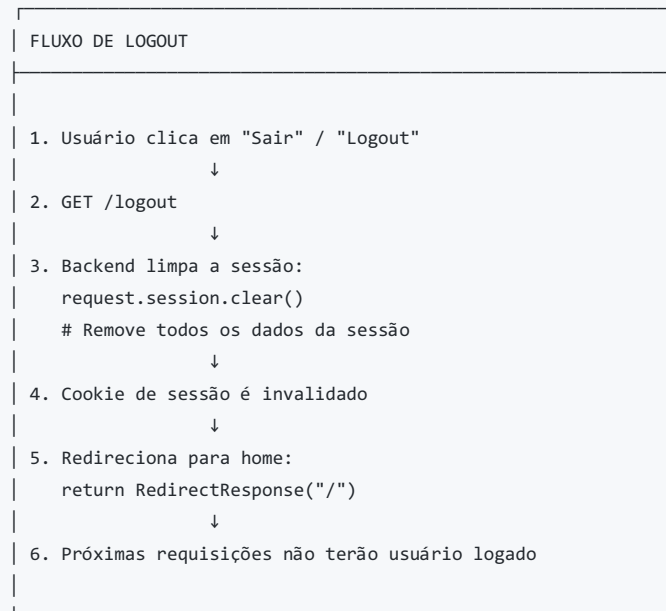 FLUXO DE LOGOUT
1. Usuário clica em "Sair" / "Logout"
↓
2. GET /logout
↓
3. Backend limpa a sessão:
request.session.clear()
# Remove todos os dados da sessão
↓
4. Cookie de sessão é invalidado
↓
5. Redireciona para home:
return RedirectResponse("/")
↓
6. Próximas requisições não terão usuário logado